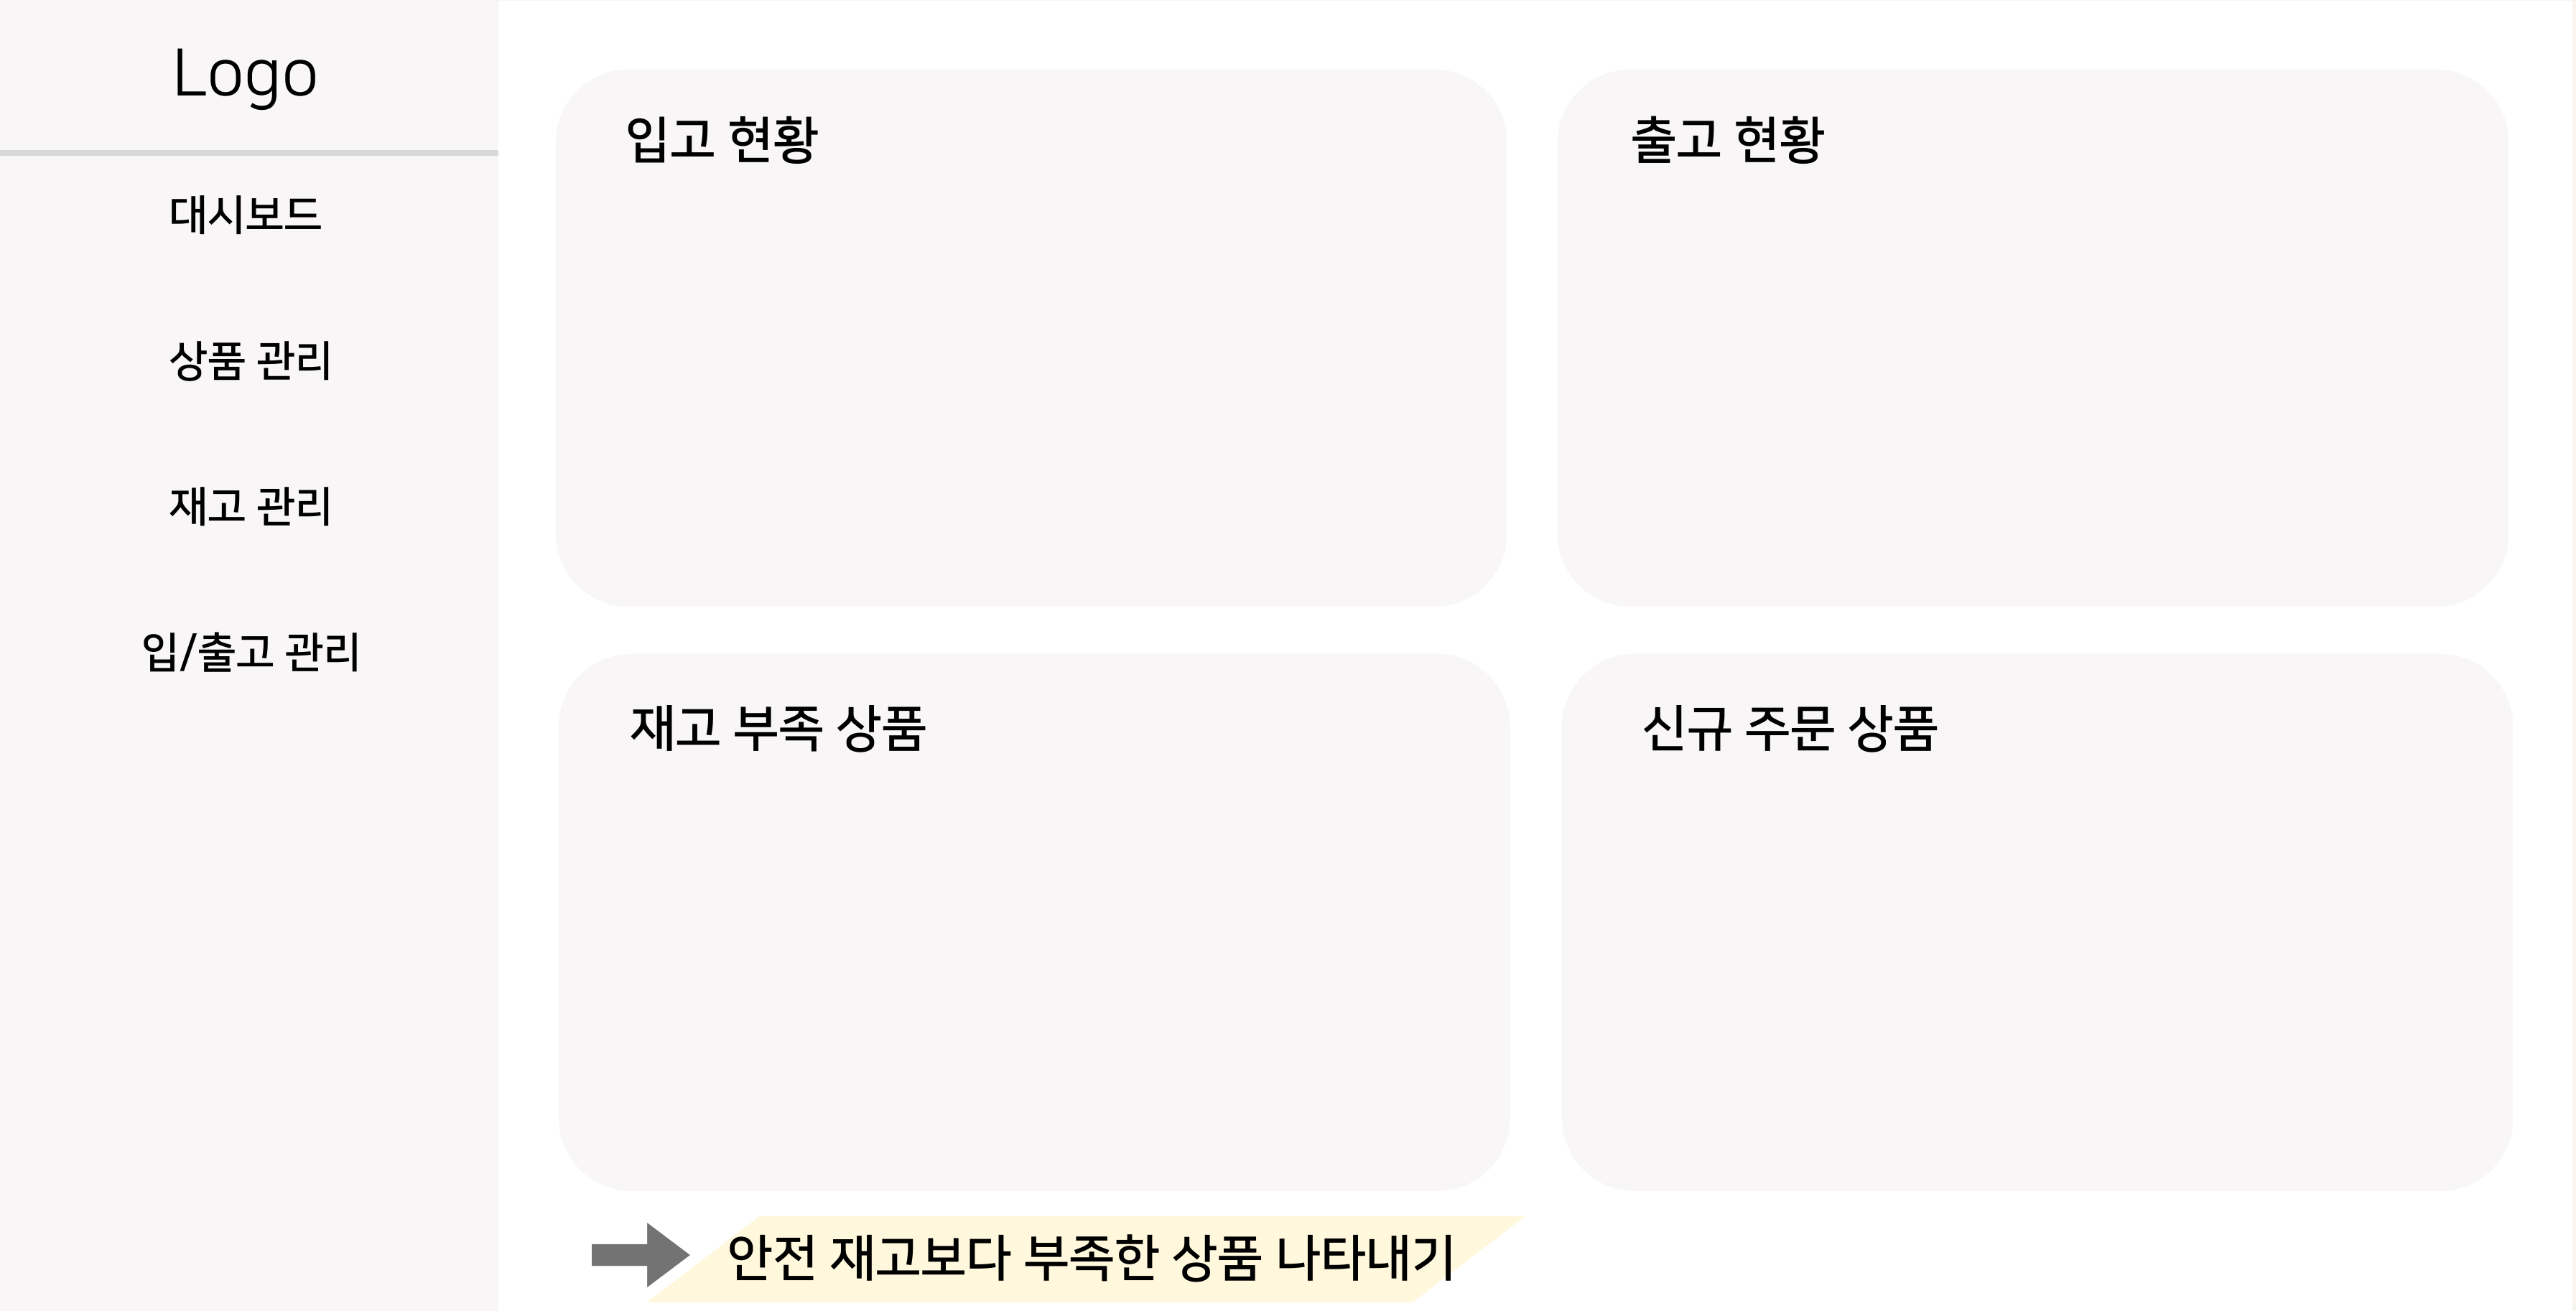 Logo
대시보드
상품 관리
재고 관리
입/출고 관리
입고 현황
출고 현황
재고 부족 상품
신규 주문 상품
안전 재고보다 부족한 상품 나타내기